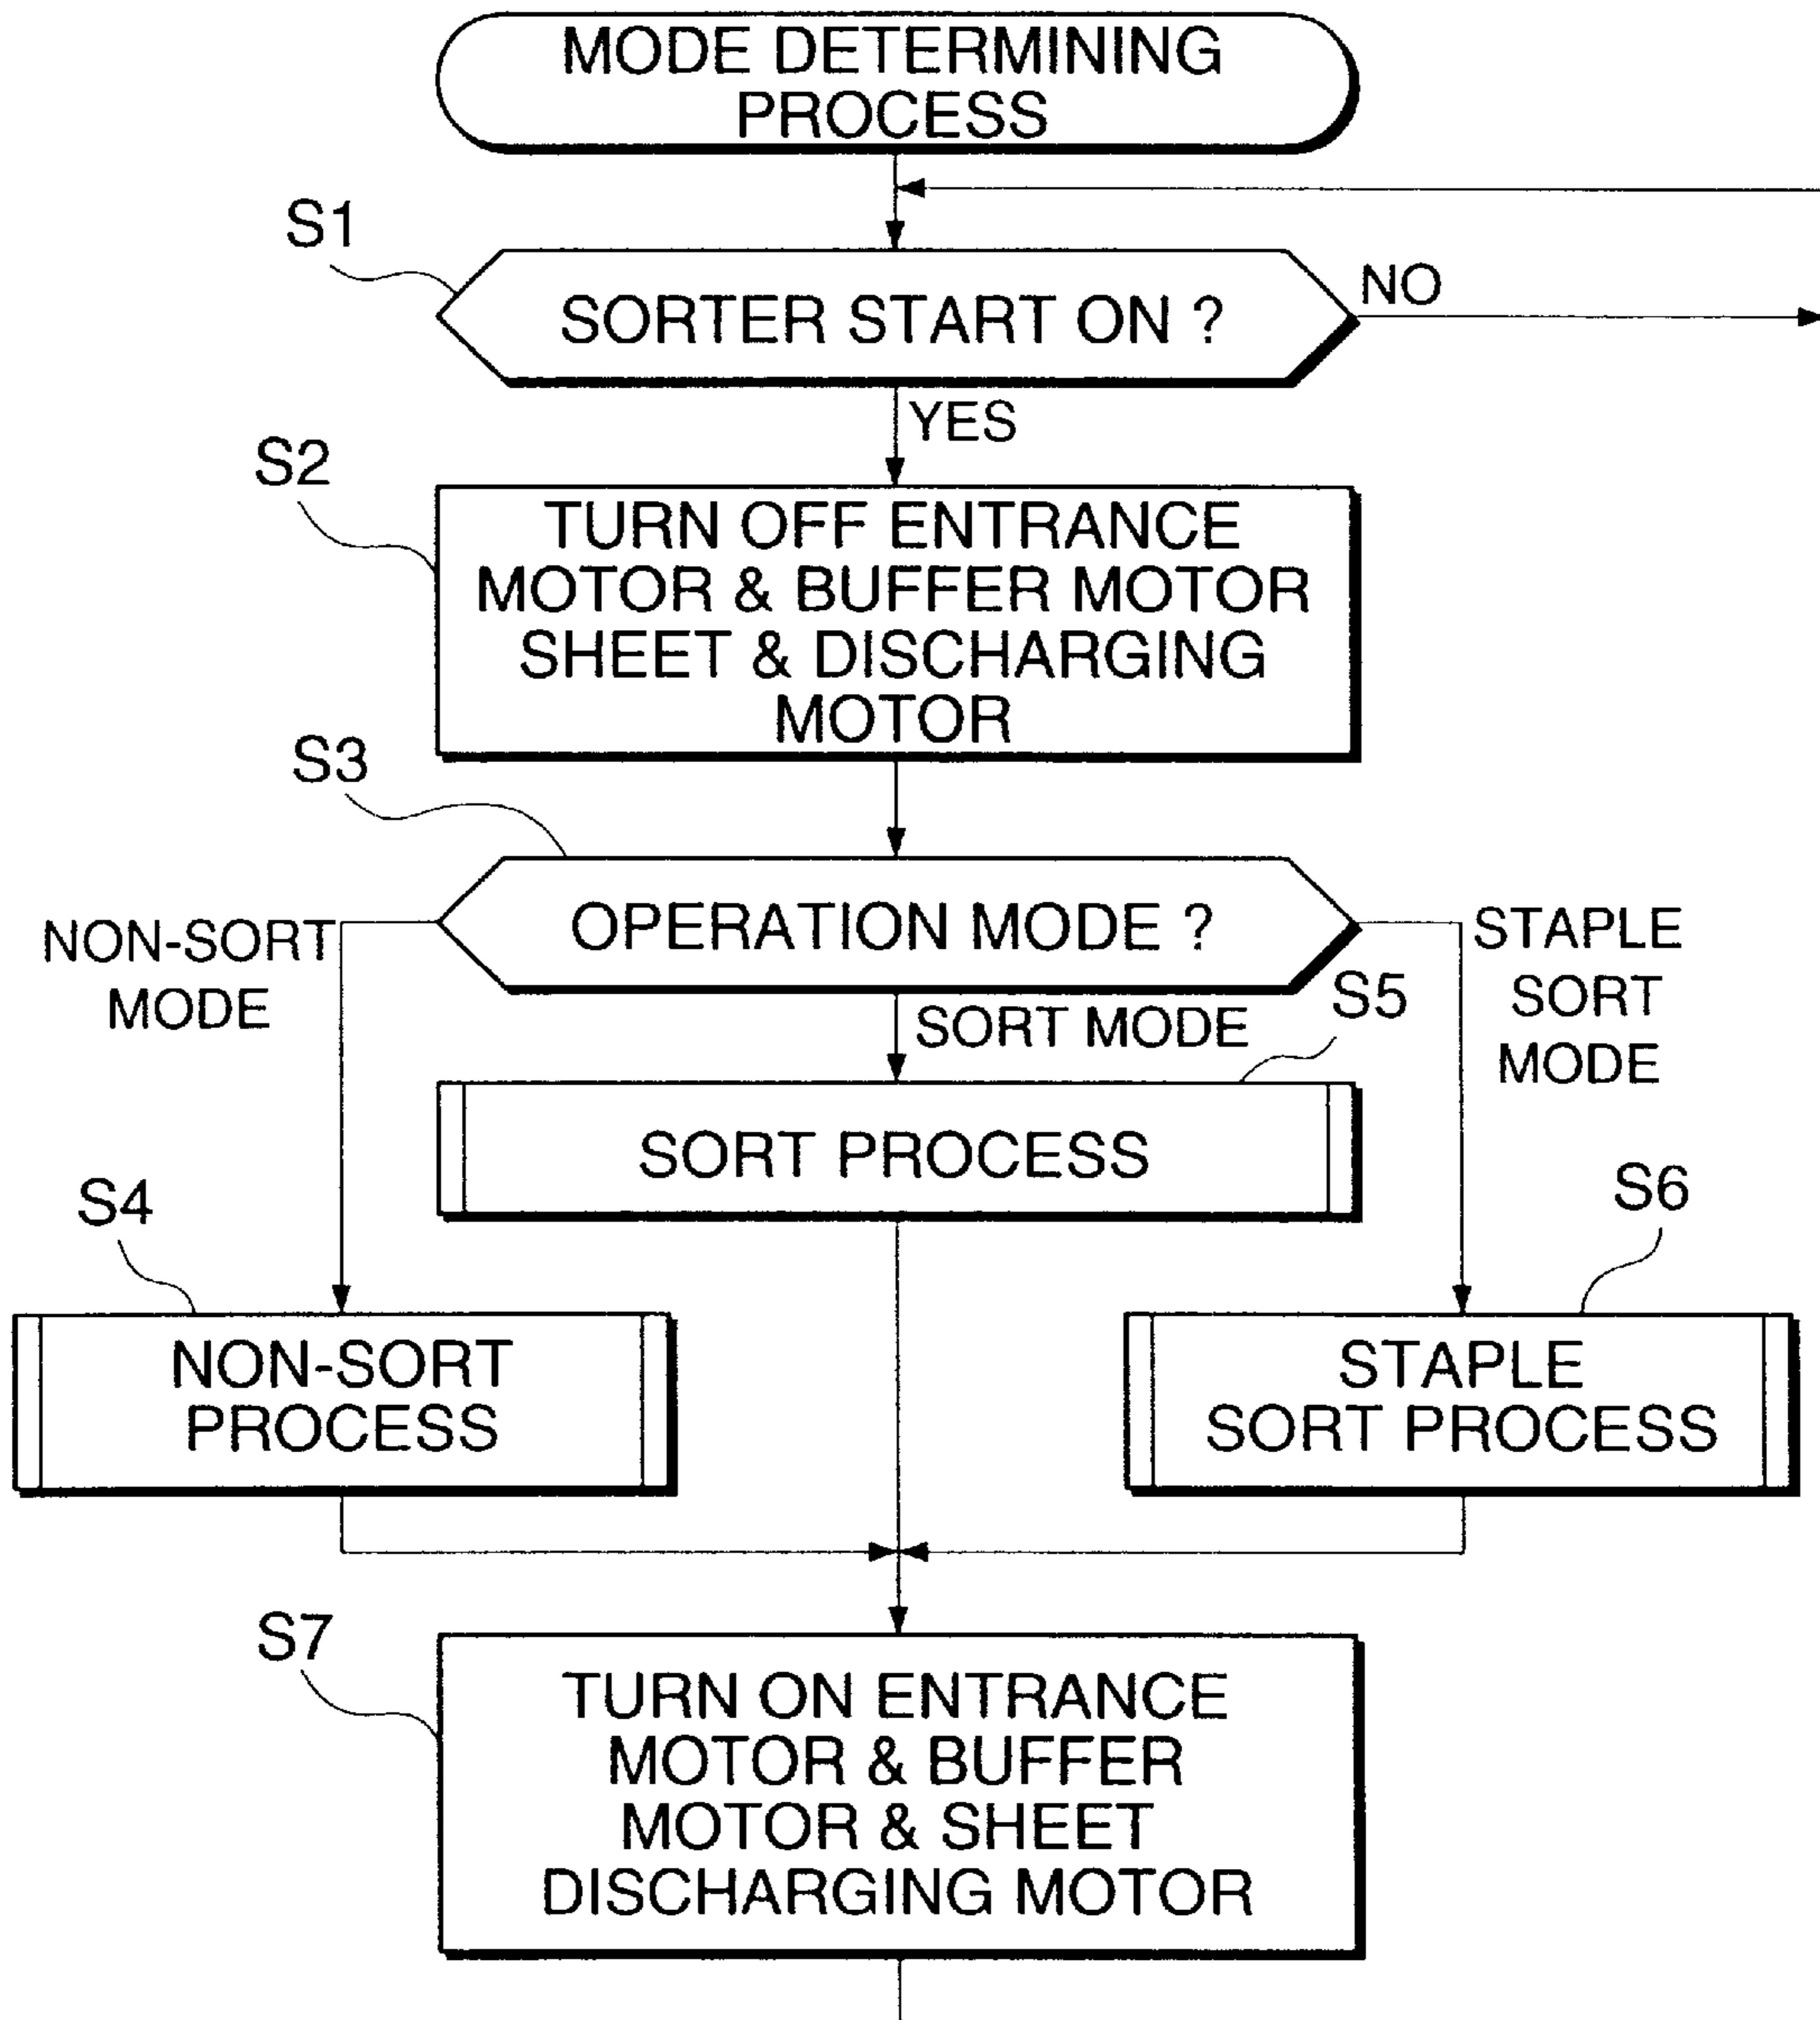 MODE DETERMINING
PROCESS
S1
SORTER START ON ?
NO
YES
S2
TURN OFF ENTRANCE
MOTOR & BUFFER MOTOR
SHEET & DISCHARGING
MOTOR
S3
OPERATION MODE ?
NON-SORT
MODE
SORT MODE
STAPLE
SORT
MODE
S5
SORT PROCESS
S4
NON-SORT
PROCESS
S6
STAPLE
SORT PROCESS
S7
TURN ON ENTRANCE
MOTOR & BUFFER
MOTOR & SHEET
DISCHARGING MOTOR